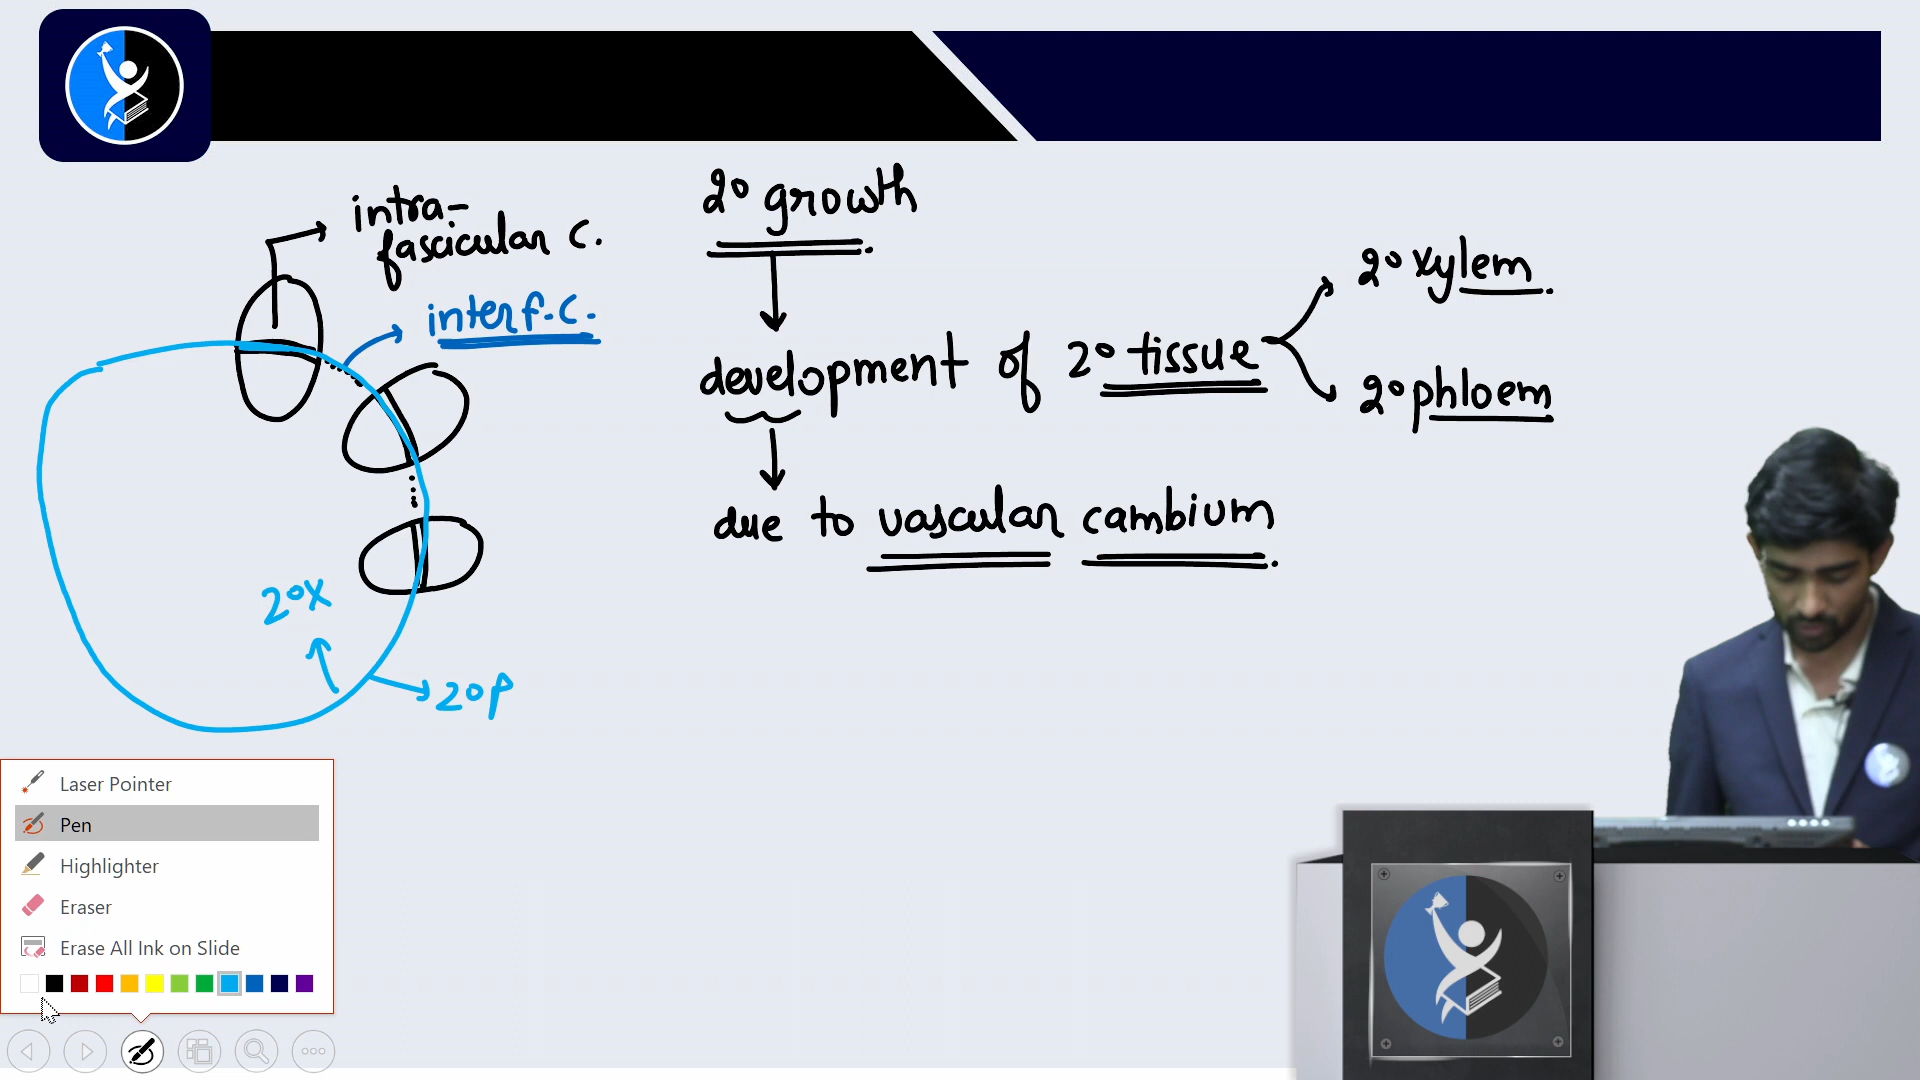 intra-
fascicular c.
interf.c.
2° growth
development of 2° tissue
2° xylem.
2° phloem
due to vascular cambium.
2°X
2°P
Laser Pointer
Pen
Highlighter
Eraser
Erase All Ink on Slide